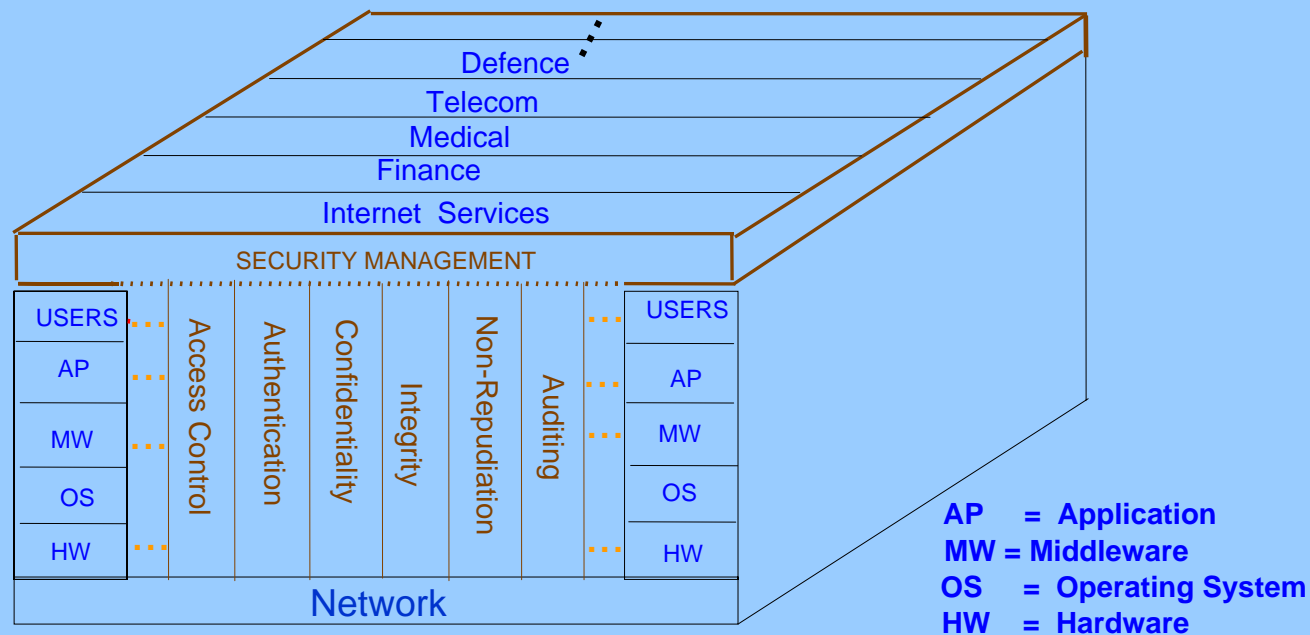 Defence
Telecom
Medical
Finance
Internet Services
SECURITY MANAGEMENT
USERS
AP
MW
OS
HW
Access Control
Authentication
Confidentiality
Integrity
Non-Repudiation
Auditing
USERS
AP
MW
OS
HW
Network
AP = Application
MW = Middleware
OS = Operating System
HW = Hardware